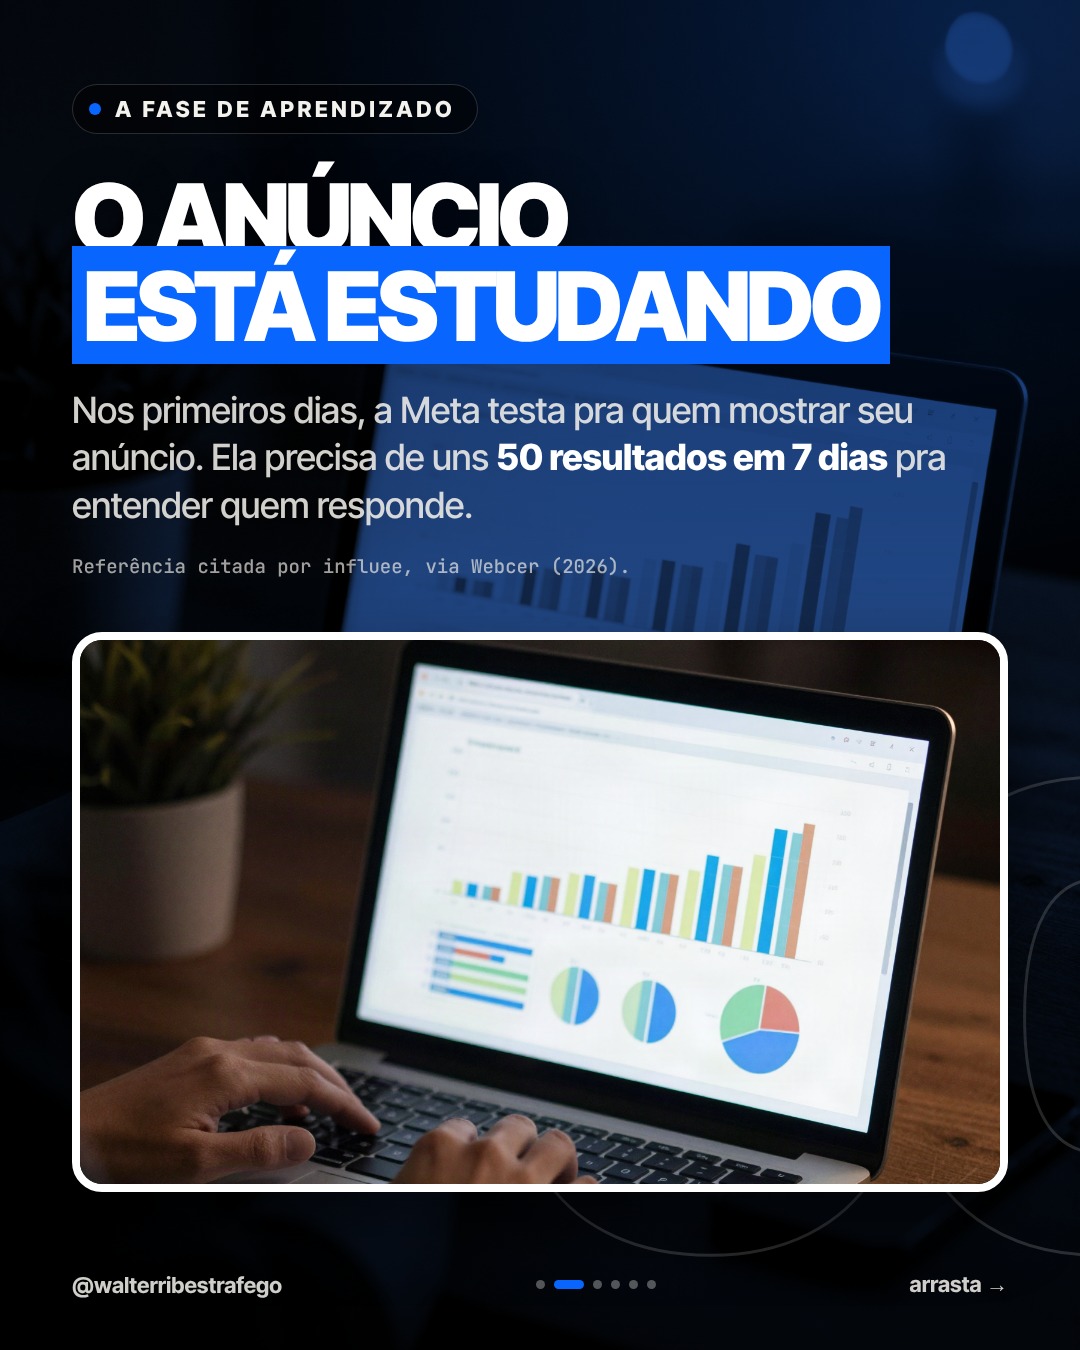 A FASE DE APRENDIZADO
O ANÚNCIO
ESTÁ ESTUDANDO
Nos primeiros dias, a Meta testa pra quem mostrar seu
anúncio. Ela precisa de uns 50 resultados em 7 dias pra
entender quem responde.
Referência citada por influee, via Webcer (2026).
@walterribestrafego
arrasta →